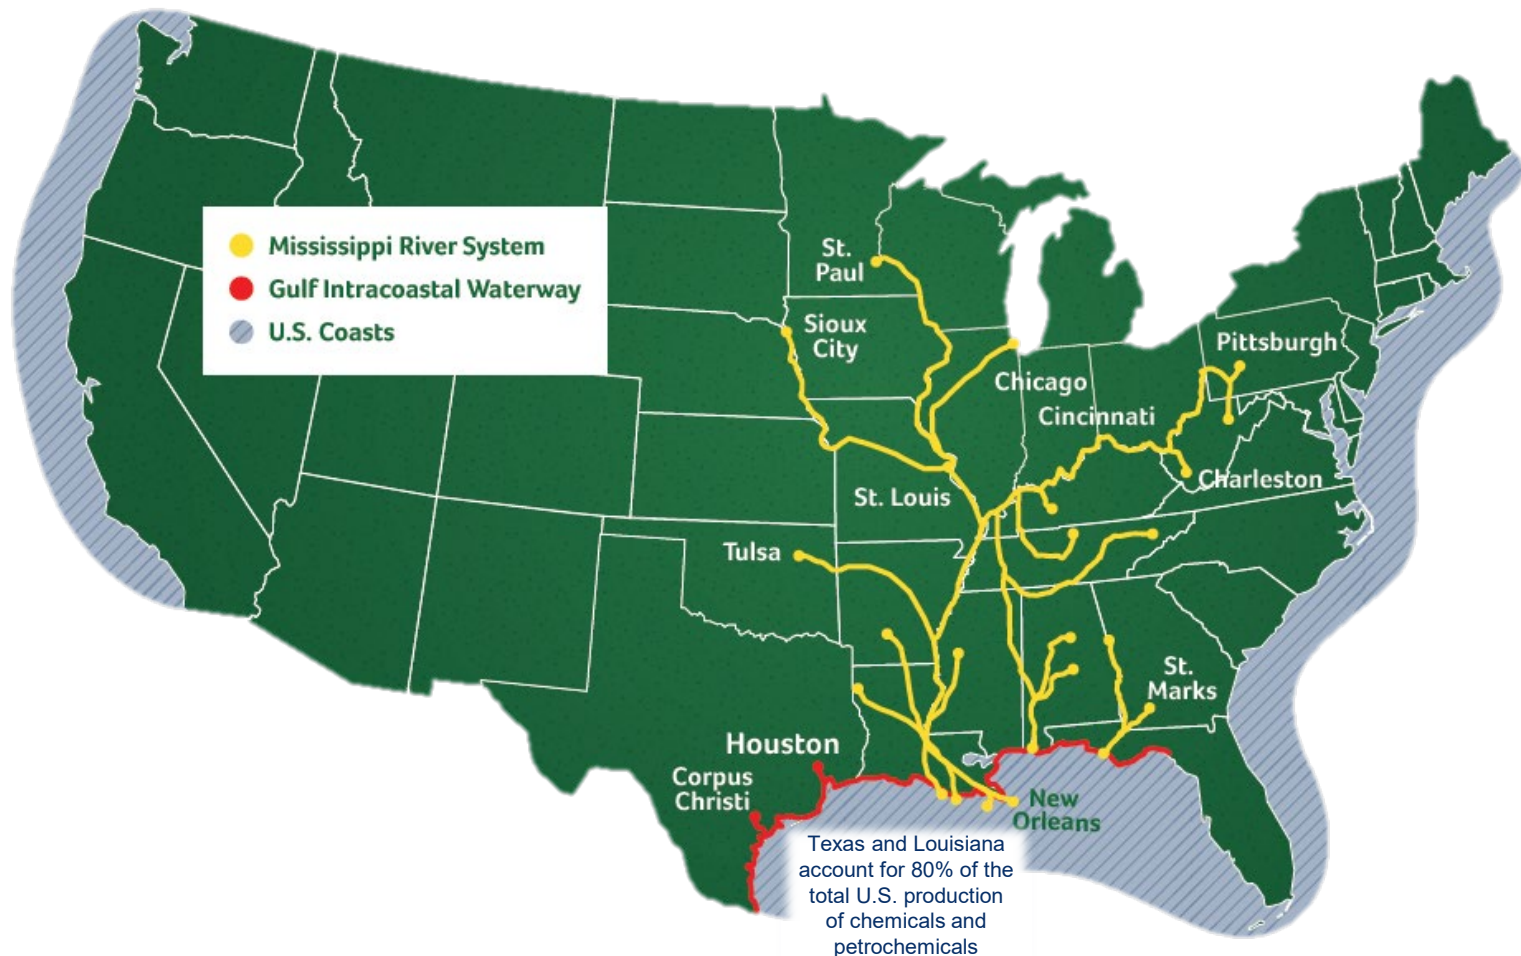 Mississippi River System
Gulf Intracoastal Waterway
U.S. Coasts
St.
Paul
Sioux
City
Pittsburgh
Chicago
Cincinnati
Charleston
St. Louis
Tulsa
St.
Marks
Houston
Corpus
Christi
New
Orleans
Texas and Louisiana
account for 80% of the
total U.S. production
of chemicals and
petrochemicals